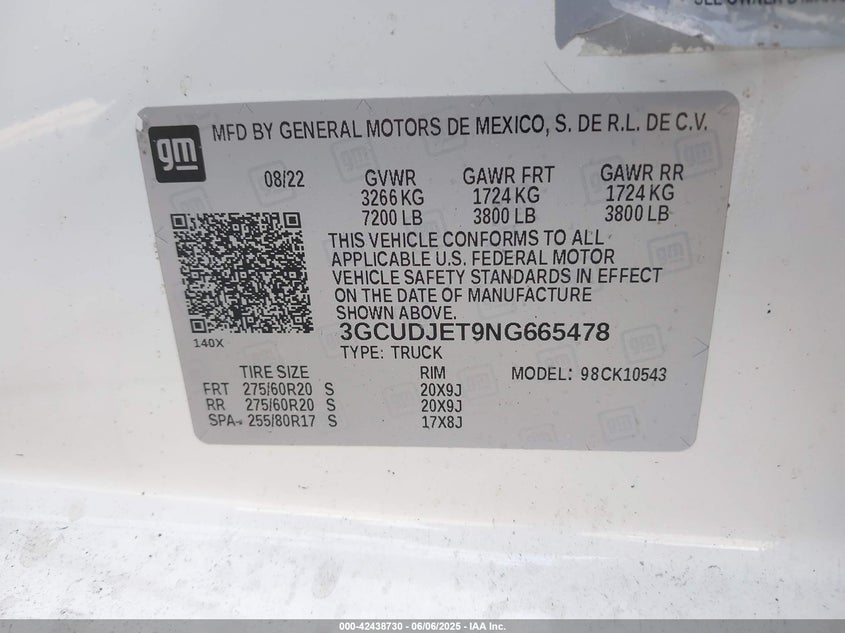 SEE OWNER'S MANUAL
gm
MFD BY GENERAL MOTORS DE MEXICO, S. DE R.L. DE C.V.
08/22 GVWR GAWR FRT GAWR RR
3266 KG 1724 KG 1724 KG
7200 LB 3800 LB 3800 LB
THIS VEHICLE CONFORMS TO ALL
APPLICABLE U.S. FEDERAL MOTOR
VEHICLE SAFETY STANDARDS IN EFFECT
ON THE DATE OF MANUFACTURE
SHOWN ABOVE.
3GCUDJET9NG665478
140X
TYPE: TRUCK
TIRE SIZE RIM MODEL: 98CK10543
FRT 275/60R20 S 20X9J
RR 275/60R20 S 20X9J
SPA 255/80R17 S 17X8J
000-42438730 - 06/06/2025 - IAA Inc.